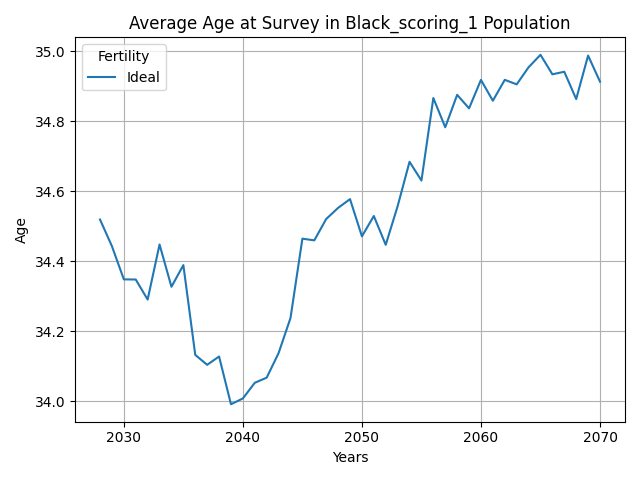 Average Age at Survey in Black_scoring_1 Population
Fertility
Ideal
35.0
34.8
34.6
34.4
34.2
34.0
Age
2030 2040 2050 2060 2070
Years